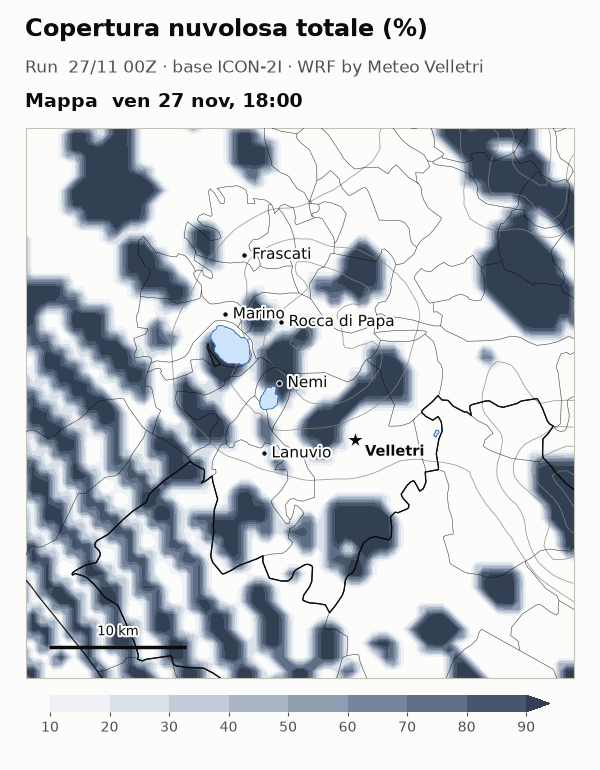 Copertura nuvolosa totale (%)
Run  27/11 00Z · base ICON-2I · WRF by Meteo Velletri
Mappa  ven 27 nov, 18:00
Frascati
Marino
Rocca di Papa
Nemi
Velletri
Lanuvio
10 km
10 20 30 40 50 60 70 80 90